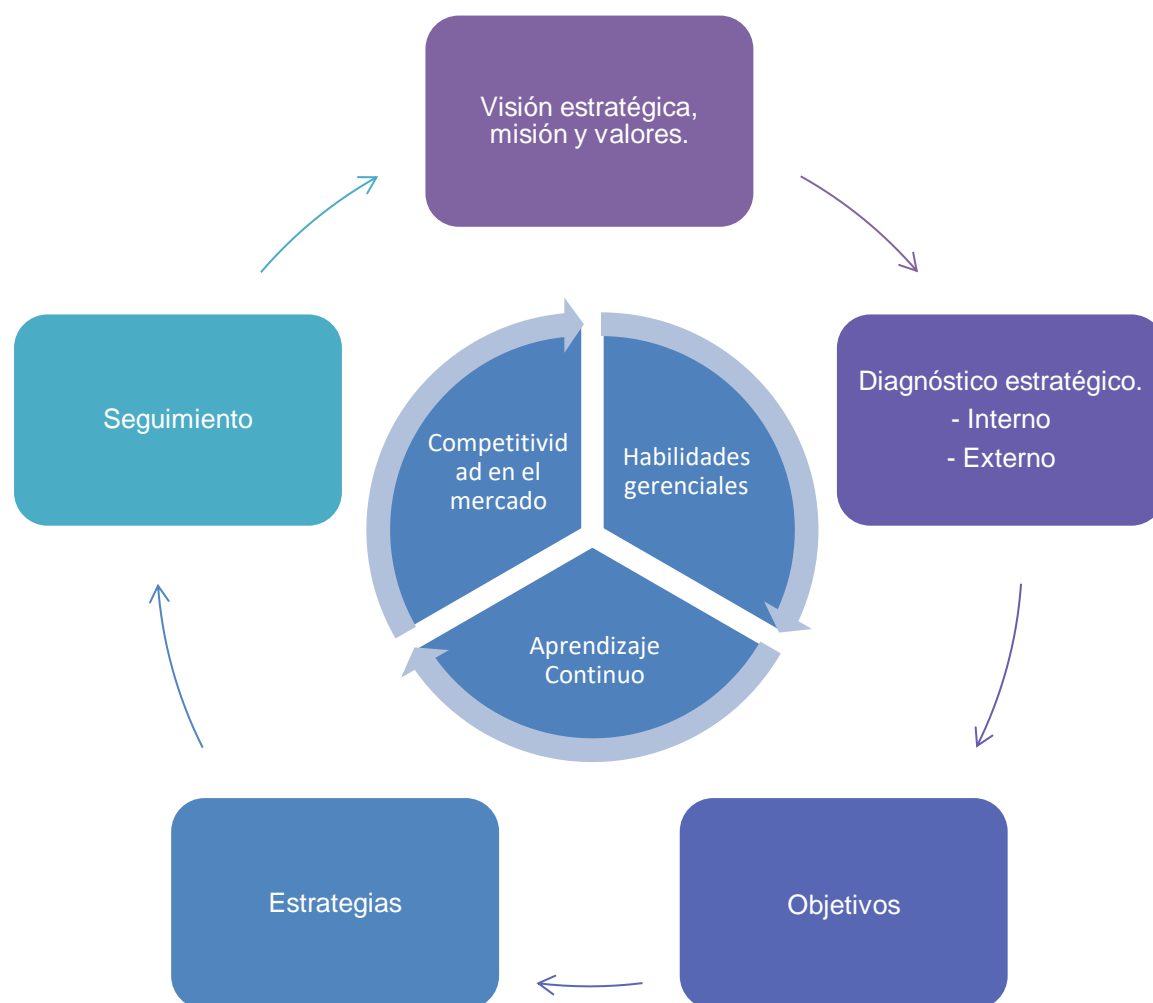 Visión estratégica,
misión y valores.
Diagnóstico estratégico.
- Interno
- Externo
Objetivos
Estrategias
Seguimiento
Competitivid
ad en el
mercado
Habilidades
gerenciales
Aprendizaje
Continuo